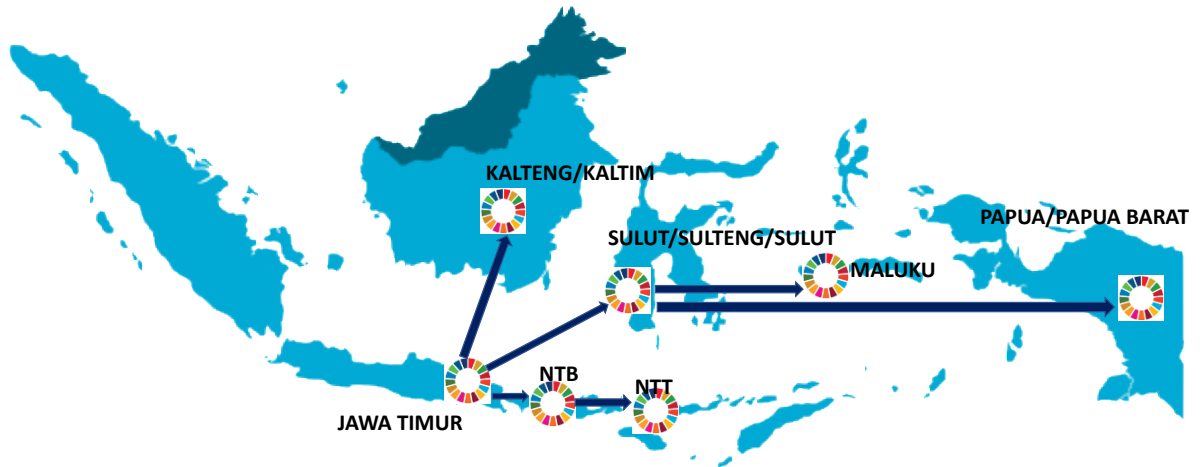 KALTENG/KALTIM
PAPUA/PAPUA BARAT
SULUT/SULTENG/SULUT
MALUKU
NTB
NTT
JAWA TIMUR